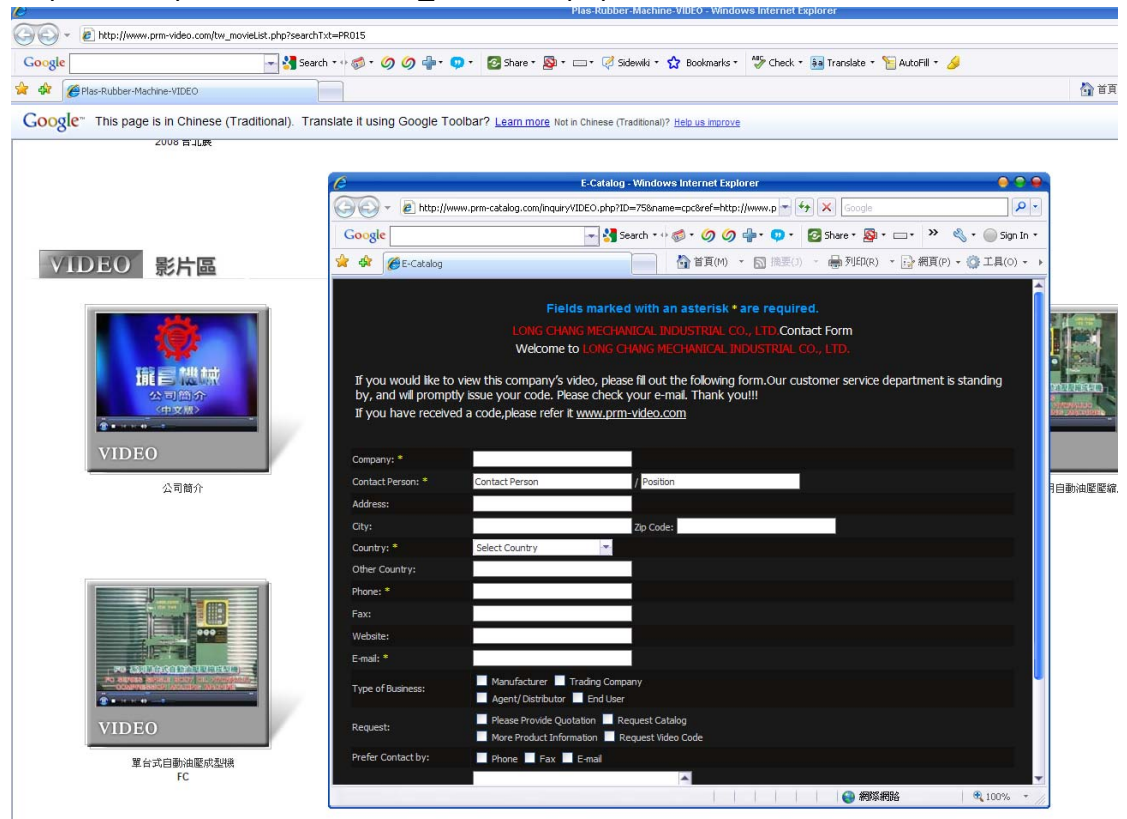 Plas-Rubber-Machine-VIDEO - Windows Internet Explorer
http://www.prm-video.com/tw_movieList.php?searchTxt=PR015
Google Search Share Sidewiki Bookmarks Check Translate AutoFill
Plas-Rubber-Machine-VIDEO 首頁
Google This page is in Chinese (Traditional). Translate it using Google Toolbar? Learn more Not in Chinese (Traditional)? Help us improve
2008 台北展
VIDEO 影片區
公司簡介
<中文版>
VIDEO
公司簡介
VIDEO
單台式自動油壓成型機
FC
E-Catalog - Windows Internet Explorer
http://www.prm-catalog.com/inquiryVIDEO.php?ID=75&name=cpc&ref=http://www.p Google
Google Search Share Sign In
E-Catalog 首頁(M) 摘要(J) 列印(R) 網頁(P) 工具(O)
Fields marked with an asterisk * are required.
LONG CHANG MECHANICAL INDUSTRIAL CO., LTD.Contact Form
Welcome to LONG CHANG MECHANICAL INDUSTRIAL CO., LTD.
If you would like to view this company's video, please fill out the following form.Our customer service department is standing
by, and will promptly issue your code. Please check your e-mail. Thank you!!!
If you have received a code,please refer it www.prm-video.com
Company: *
Contact Person: * Contact Person / Position
Address:
City: Zip Code:
Country: * Select Country
Other Country:
Phone: *
Fax:
Website:
E-mail: *
Type of Business: Manufacturer Trading Company
Agent/Distributor End User
Request: Please Provide Quotation Request Catalog
More Product Information Request Video Code
Prefer Contact by: Phone Fax E-mail
網際網路 100%